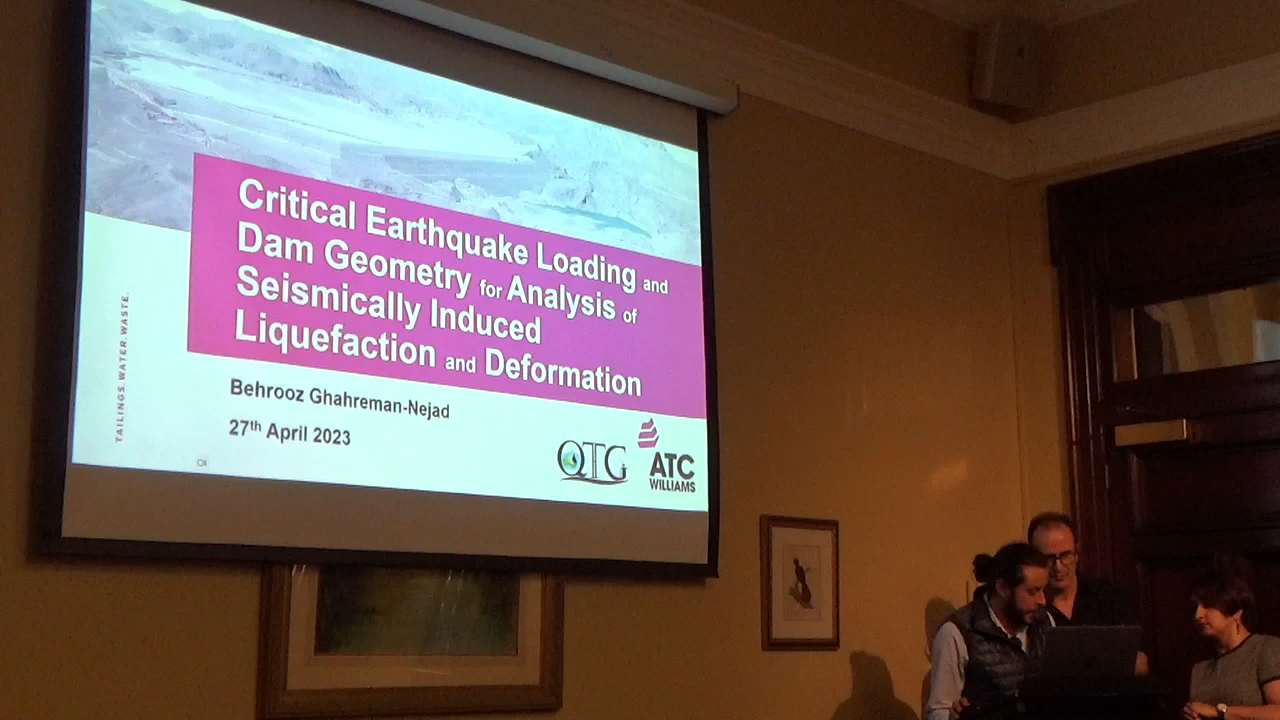 Critical Earthquake Loading and
Dam Geometry for Analysis of
Seismically Induced
Liquefaction and Deformation
TAILINGS. WATER. WASTE.
Behrooz Ghahreman-Nejad
27th April 2023
QTG
ATC
WILLIAMS